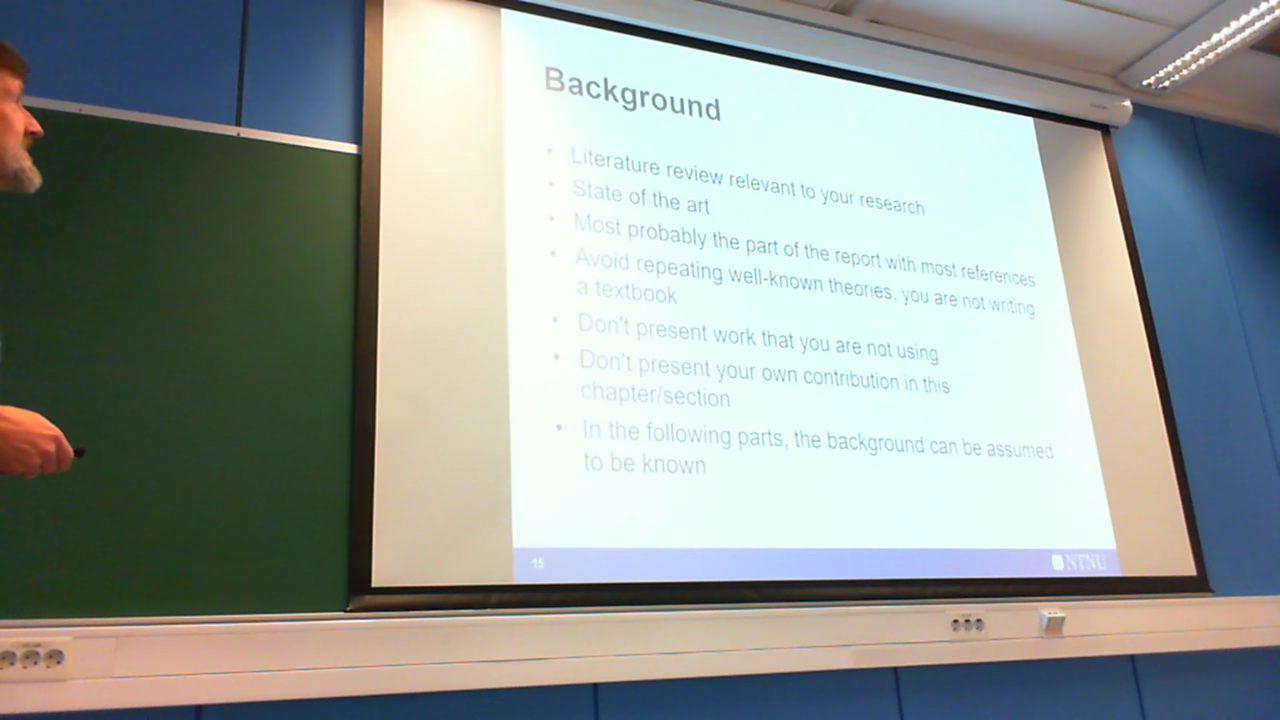 Background
• Literature review relevant to your research
• State of the art
• Most probably the part of the report with most references
• Avoid repeating well-known theories, you are not writing
a textbook
• Don't present work that you are not using
• Don't present your own contribution in this
chapter/section
• In the following parts, the background can be assumed
to be known
15
NTNU